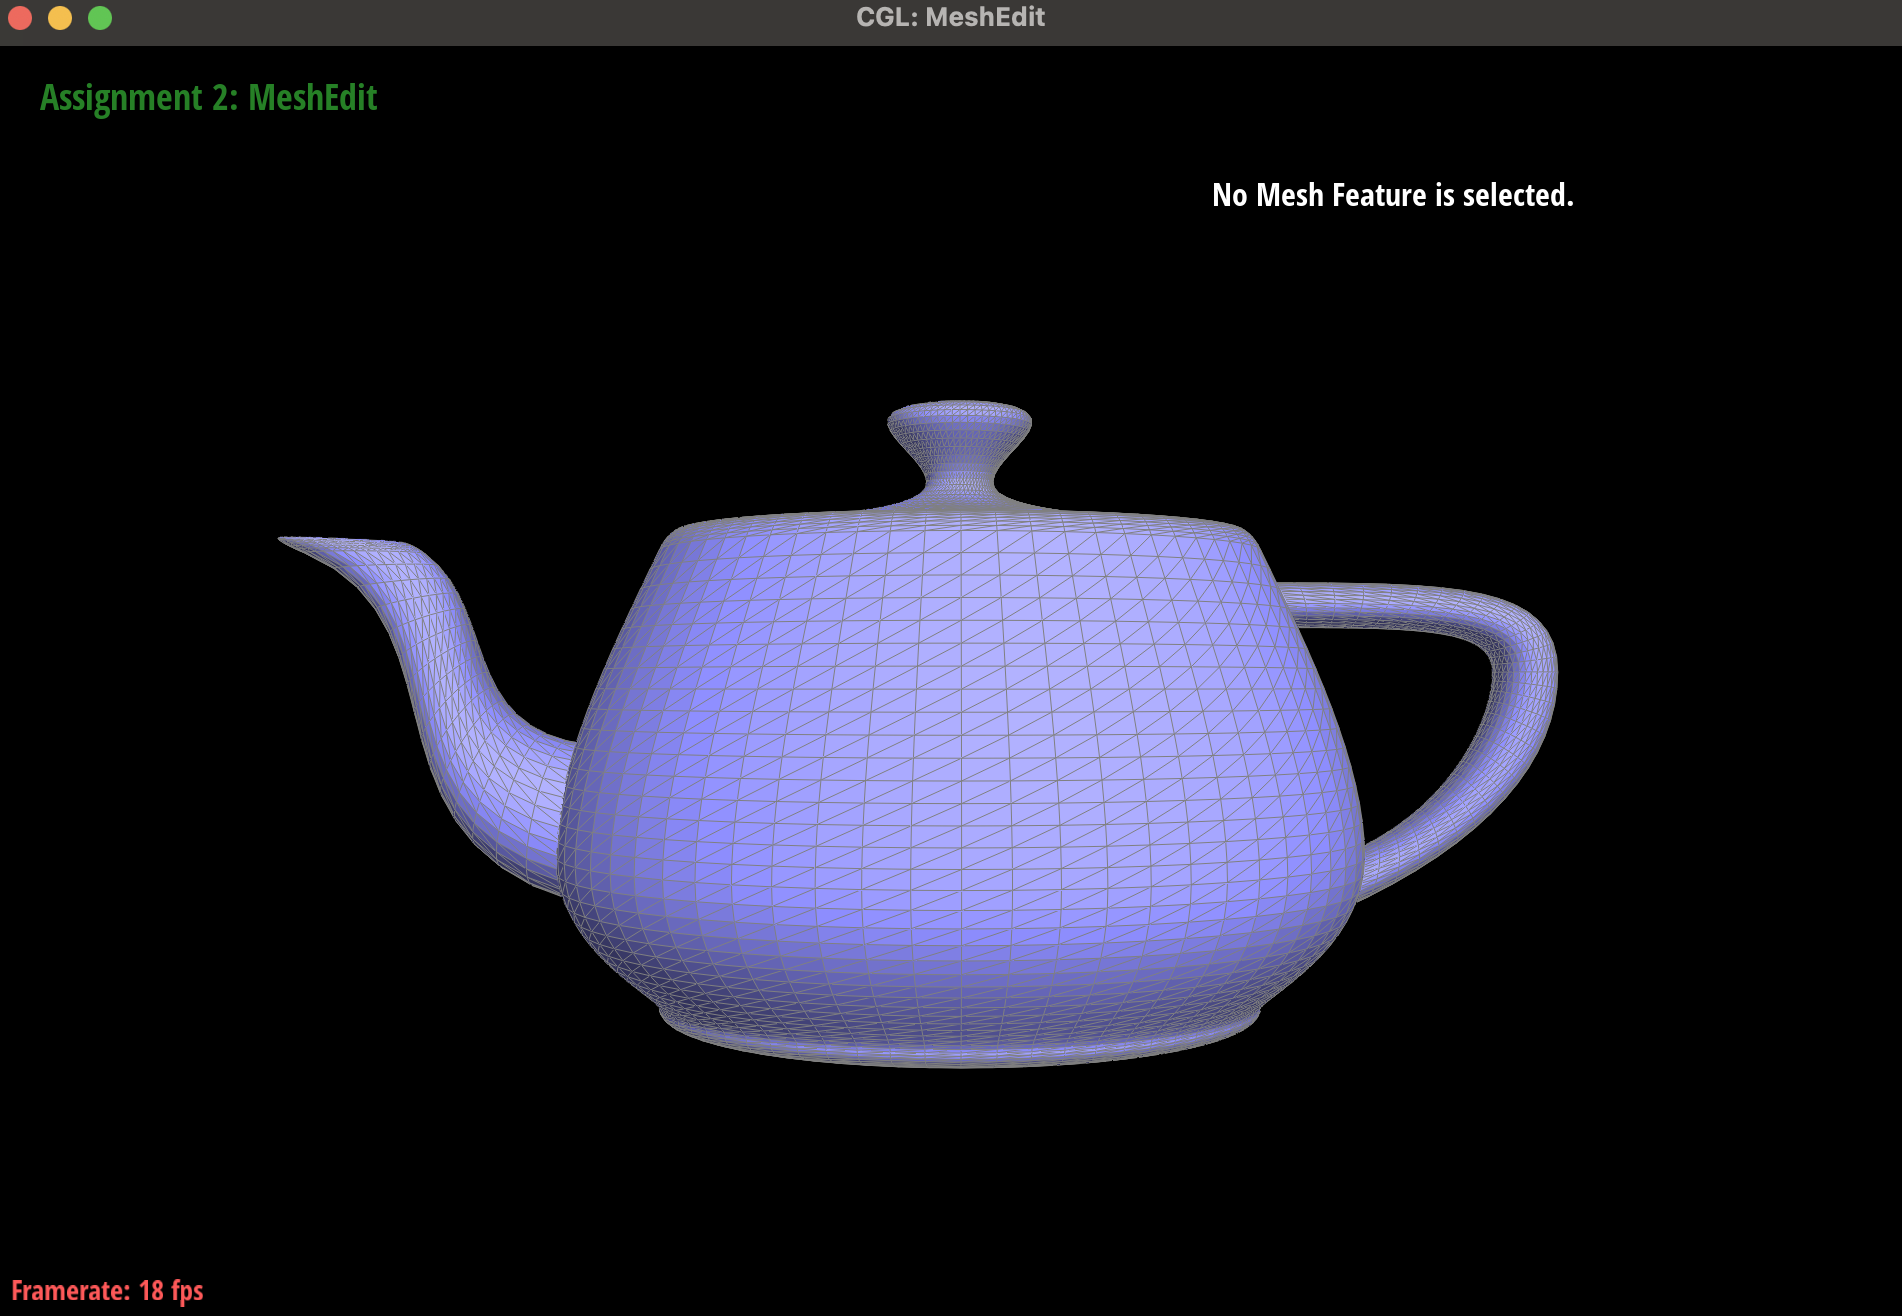 CGL: MeshEdit
Assignment 2: MeshEdit
No Mesh Feature is selected.
Framerate: 18 fps